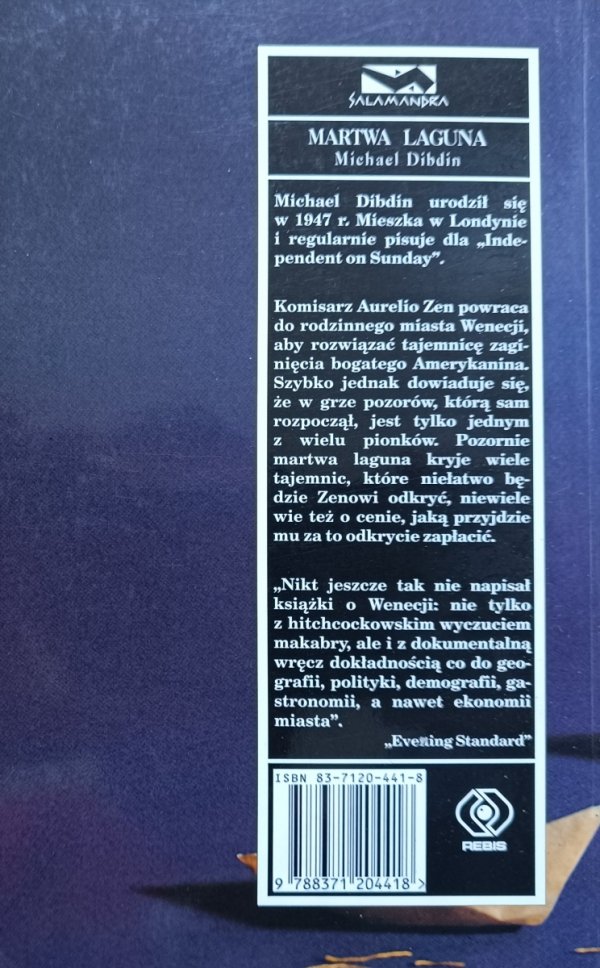 SALAMANDRA
MARTWA LAGUNA
Michael Dibdin
Michael Dibdin urodził się
w 1947 r. Mieszka w Londynie
i regularnie pisuje dla „Inde-
pendent on Sunday”.
Komisarz Aurelio Zen powraca
do rodzinnego miasta Wenecji,
aby rozwiązać tajemnicę zagi-
nięcia bogatego Amerykanina.
Szybko jednak dowiaduje się,
że w grze pozorów, którą sam
rozpoczął, jest tylko jednym
z wielu pionków. Pozornie
martwa laguna kryje wiele
tajemnic, które niełatwo bę-
dzie Zenowi odkryć, niewiele
wie też o cenie, jaką przyjdzie
mu za to odkrycie zapłacić.
„Nikt jeszcze tak nie napisał
książki o Wenecji: nie tylko
z hitchcockowskim wyczuciem
makabry, ale i z dokumentalną
wręcz dokładnością co do geo-
grafii, polityki, demografii, ga-
stronomii, a nawet ekonomii
miasta”.
„Evening Standard”
ISBN 83-7120-441-8
9 788371 204418 >
REBIS